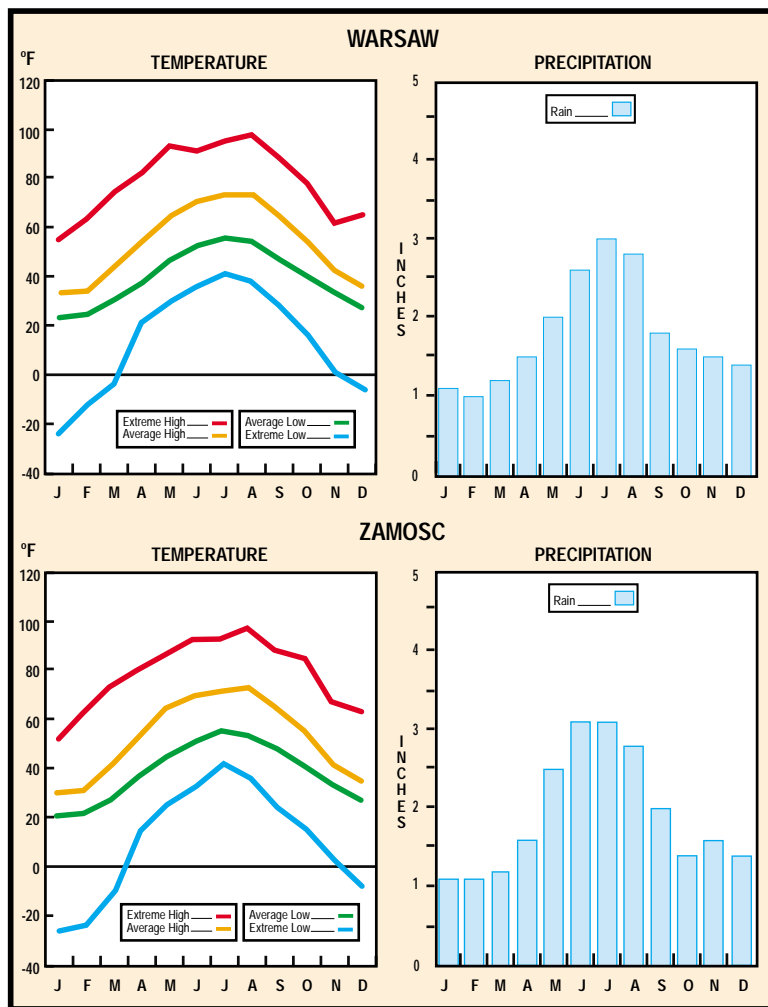 WARSAW
ºF
TEMPERATURE
120
100
80
60
40
20
0
-20
-40
Extreme High
Average High
Average Low
Extreme Low
J F M A M J J A S O N D
PRECIPITATION
Rain
5
4
3
2
1
0
INCHES
J F M A M J J A S O N D
ZAMOSC
ºF
TEMPERATURE
120
100
80
60
40
20
0
-20
-40
Extreme High
Average High
Average Low
Extreme Low
J F M A M J J A S O N D
PRECIPITATION
Rain
5
4
3
2
1
0
INCHES
J F M A M J J A S O N D